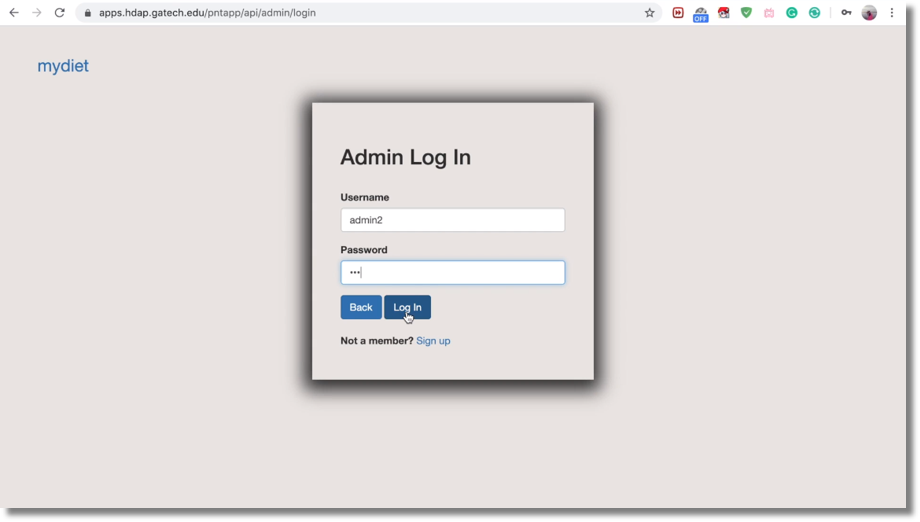 apps.hdap.gatech.edu/pntapp/api/admin/login
OFF
mydiet
Admin Log In
Username
admin2
Password
•••
Back Log In
Not a member? Sign up